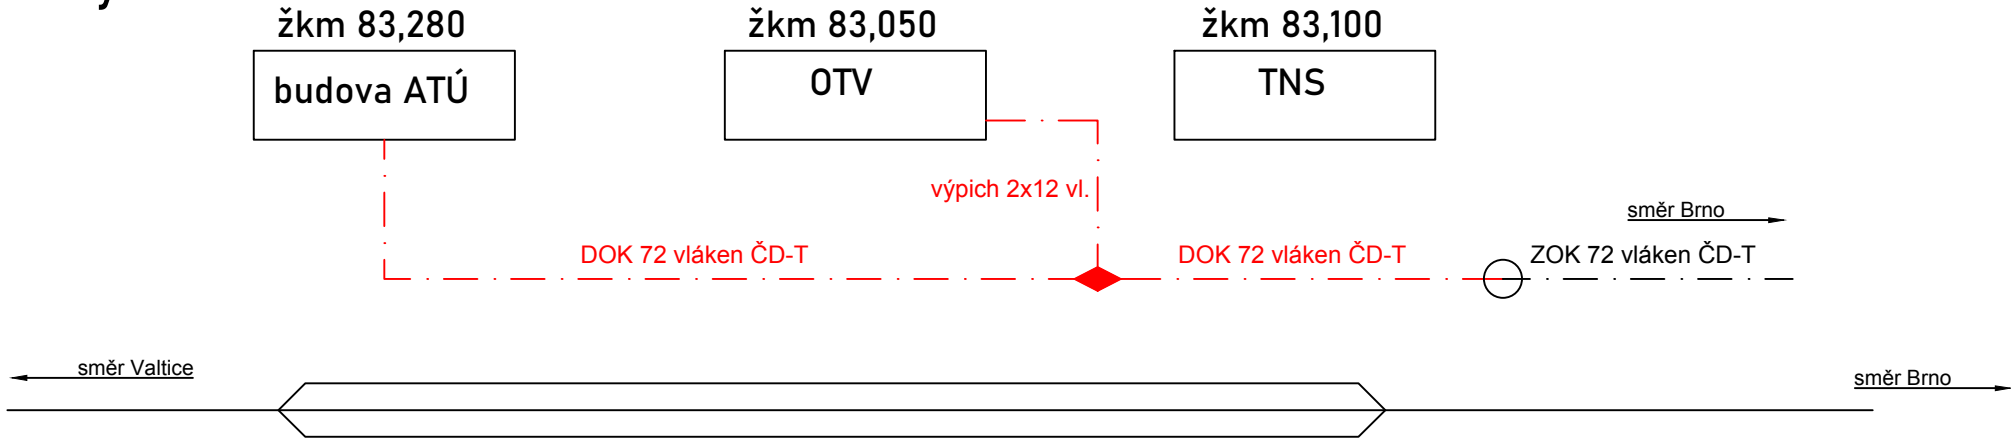 žkm 83,280
žkm 83,050
žkm 83,100
budova ATÚ
OTV
TNS
výpich 2x12 vl.
směr Brno
DOK 72 vláken ČD-T
DOK 72 vláken ČD-T
ZOK 72 vláken ČD-T
směr Valtice
směr Brno